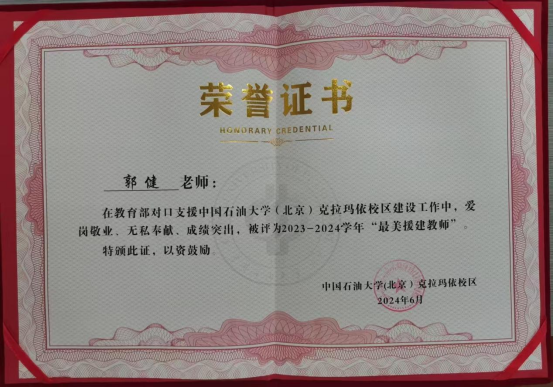 荣誉证书
HONORARY CREDENTIAL
郭健 老师：
在教育部对口支援中国石油大学（北京）克拉玛依校区建设工作中，爱
岗敬业、无私奉献、成绩突出，被评为2023-2024学年“最美援建教师”。
特颁此证，以资鼓励。
中国石油大学(北京）克拉玛依校区
2024年6月